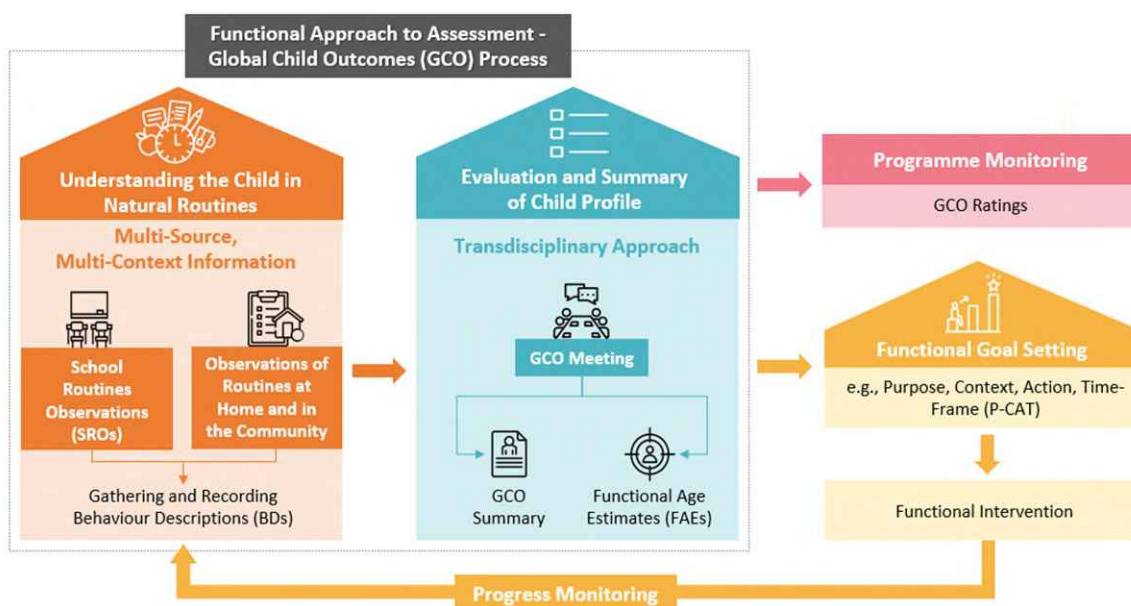 Functional Approach to Assessment -
Global Child Outcomes (GCO) Process
Understanding the Child in
Natural Routines
Multi-Source,
Multi-Context Information
School
Routines
Observations
(SROs)
Observations of
Routines at
Home and in
the Community
Gathering and Recording
Behaviour Descriptions (BDs)
Evaluation and Summary
of Child Profile
Transdisciplinary Approach
GCO Meeting
GCO
Summary
Functional Age
Estimates (FAEs)
Programme Monitoring
GCO Ratings
Functional Goal Setting
e.g., Purpose, Context, Action, Time-
Frame (P-CAT)
Functional Intervention
Progress Monitoring